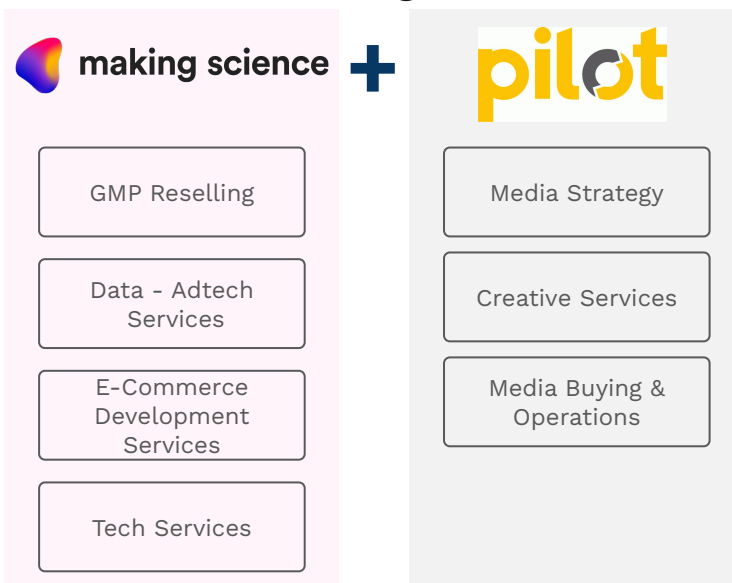 making science
+
pilot
GMP Reselling
Data - Adtech
Services
E-Commerce
Development
Services
Tech Services
Media Strategy
Creative Services
Media Buying &
Operations